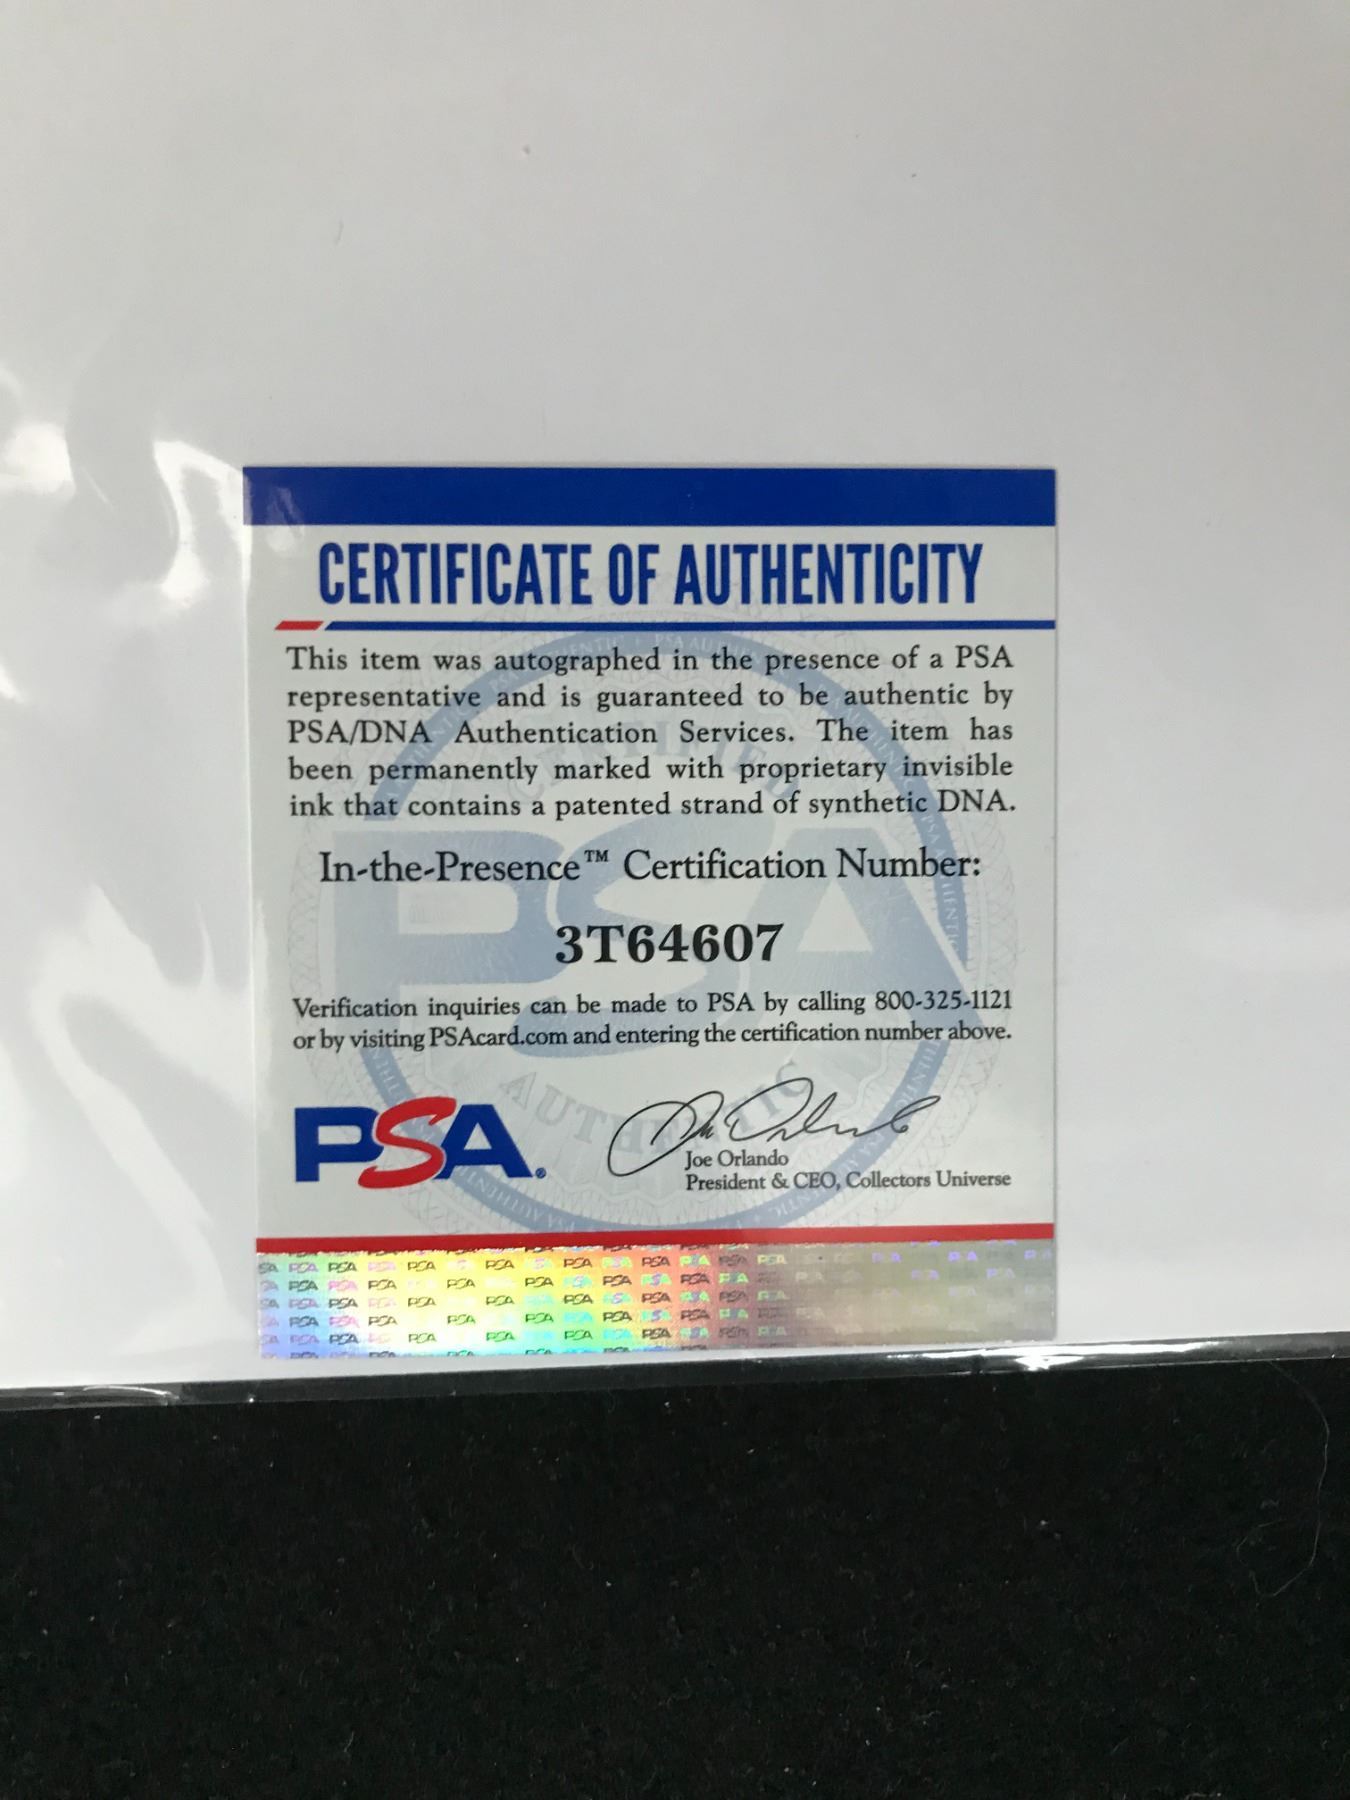 CERTIFICATE OF AUTHENTICITY
This item was autographed in the presence of a PSA
representative and is guaranteed to be authentic by
PSA/DNA Authentication Services. The item has
been permanently marked with proprietary invisible
ink that contains a patented strand of synthetic DNA.
In-the-Presence™ Certification Number:
3T64607
Verification inquiries can be made to PSA by calling 800-325-1121
or by visiting PSAcard.com and entering the certification number above.
PSA®
Joe Orlando
President & CEO, Collectors Universe